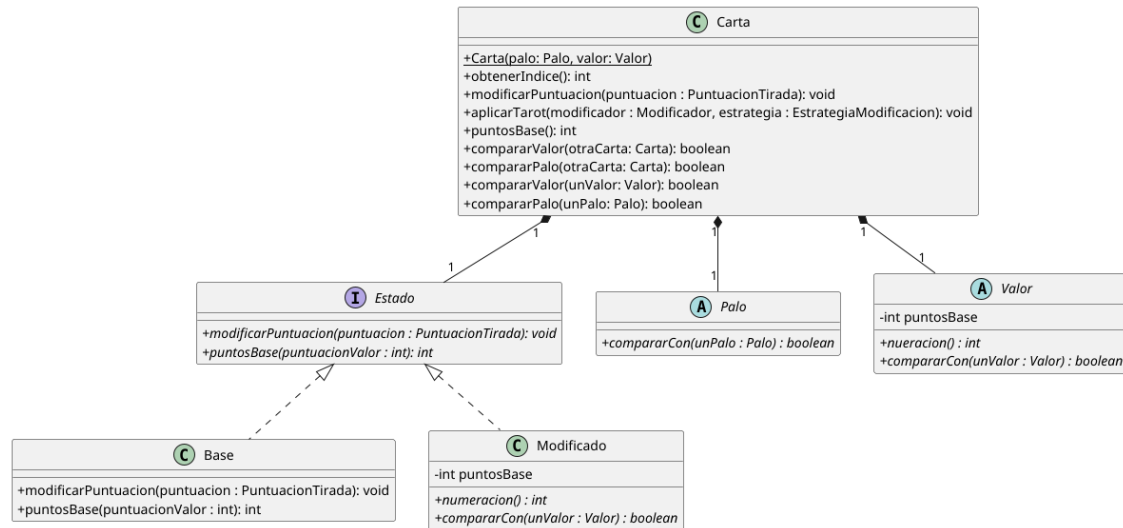 C Carta
+Carta(palo: Palo, valor: Valor)
+obtenerIndice(): int
+modificarPuntuacion(puntuacion : PuntuacionTirada): void
+aplicarTarot(modificador : Modificador, estrategia : EstrategiaModificacion): void
+puntosBase(): int
+compararValor(otraCarta: Carta): boolean
+compararPalo(otraCarta: Carta): boolean
+compararValor(unValor: Valor): boolean
+compararPalo(unPalo: Palo): boolean
1 1 1
1 1 1
I Estado
+modificarPuntuacion(puntuacion : PuntuacionTirada): void
+puntosBase(puntuacionValor : int): int
A Palo
+compararCon(unPalo : Palo) : boolean
A Valor
-int puntosBase
+nueracion() : int
+compararCon(unValor : Valor) : boolean
C Base
+modificarPuntuacion(puntuacion : PuntuacionTirada): void
+puntosBase(puntuacionValor : int): int
C Modificado
-int puntosBase
+numeracion() : int
+compararCon(unValor : Valor) : boolean